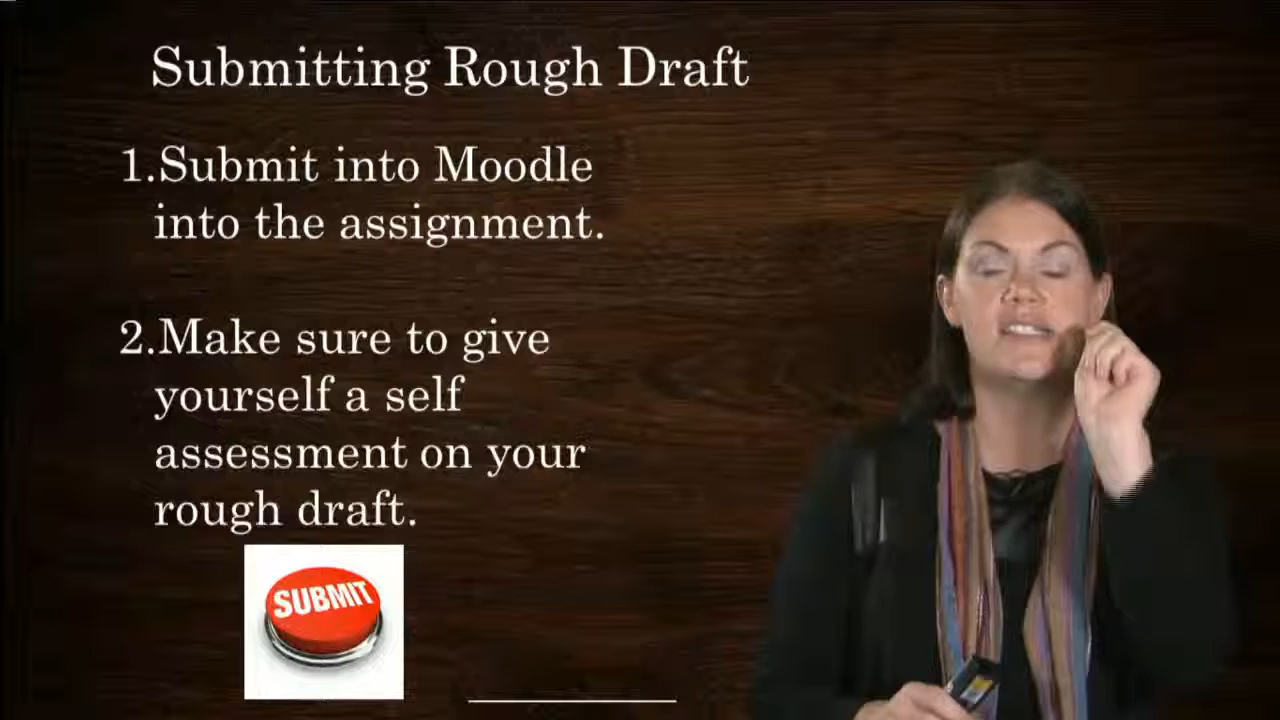 Submitting Rough Draft
1.Submit into Moodle
into the assignment.
2.Make sure to give
yourself a self
assessment on your
rough draft.
SUBMIT